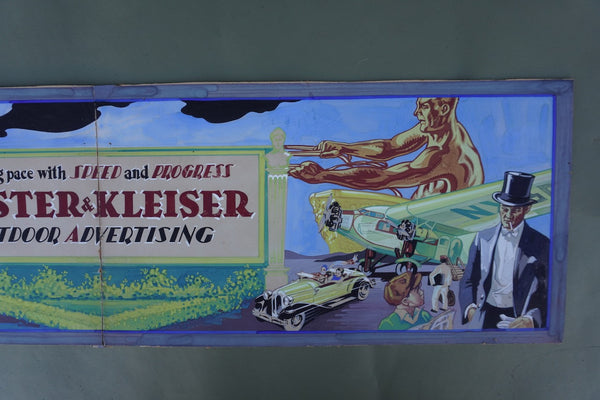 pace with SPEED and PROGRESS
STER & KLEISER
TDOOR ADVERTISING